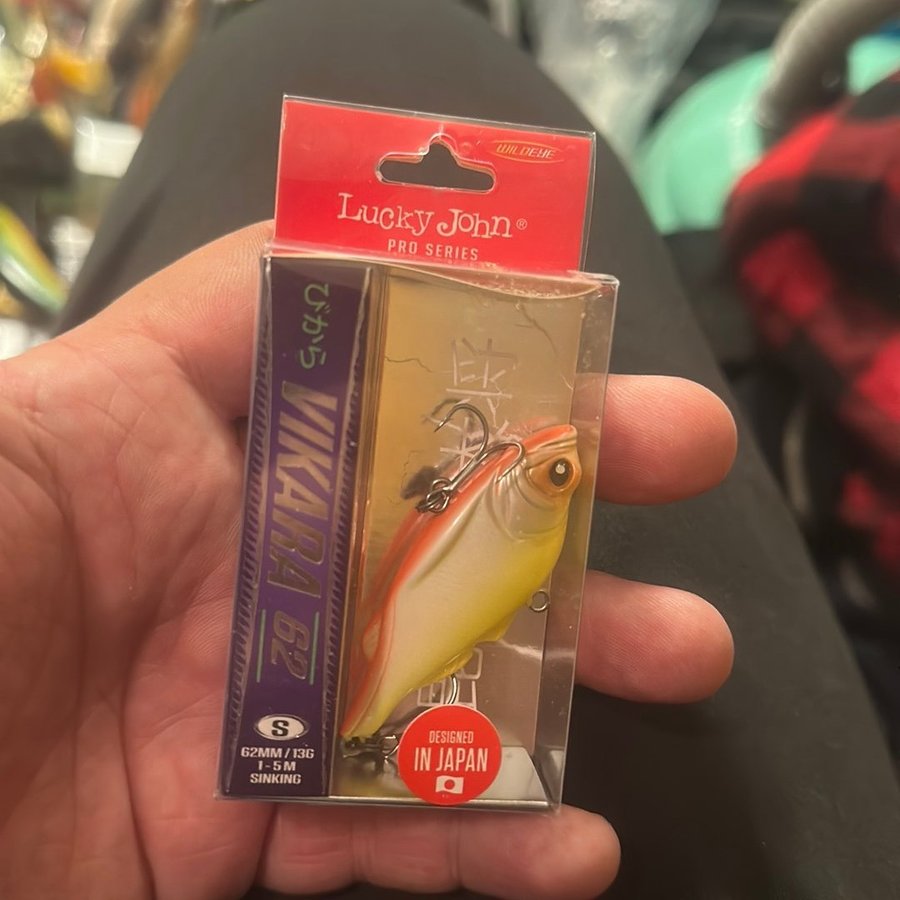 WILDEYE
Lucky John®
PRO SERIES
びから
VIKARA 62
S
62MM / 13G
1 - 5 M
SINKING
DESIGNED
IN JAPAN